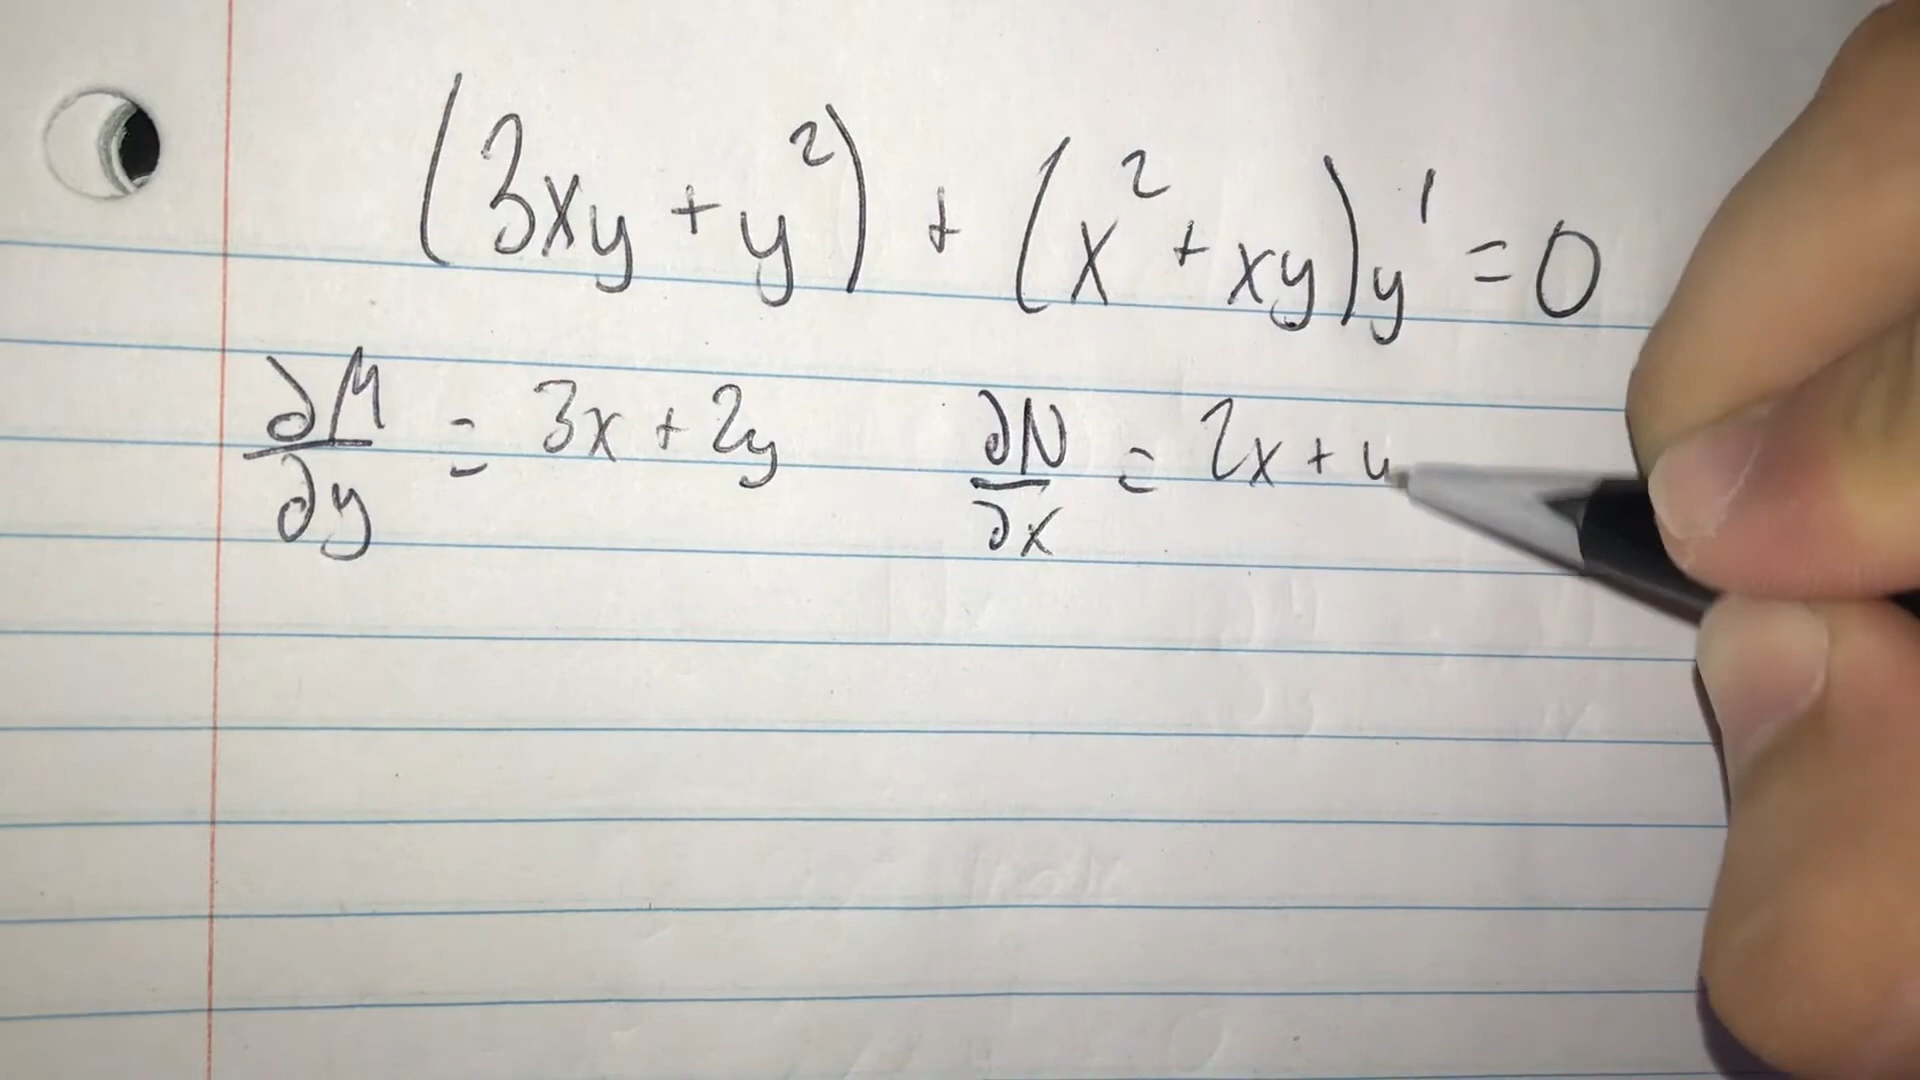 (3xy + y²) + (x² + xy)y' = 0
∂M/∂y = 3x + 2y ∂N/∂x = 2x + y